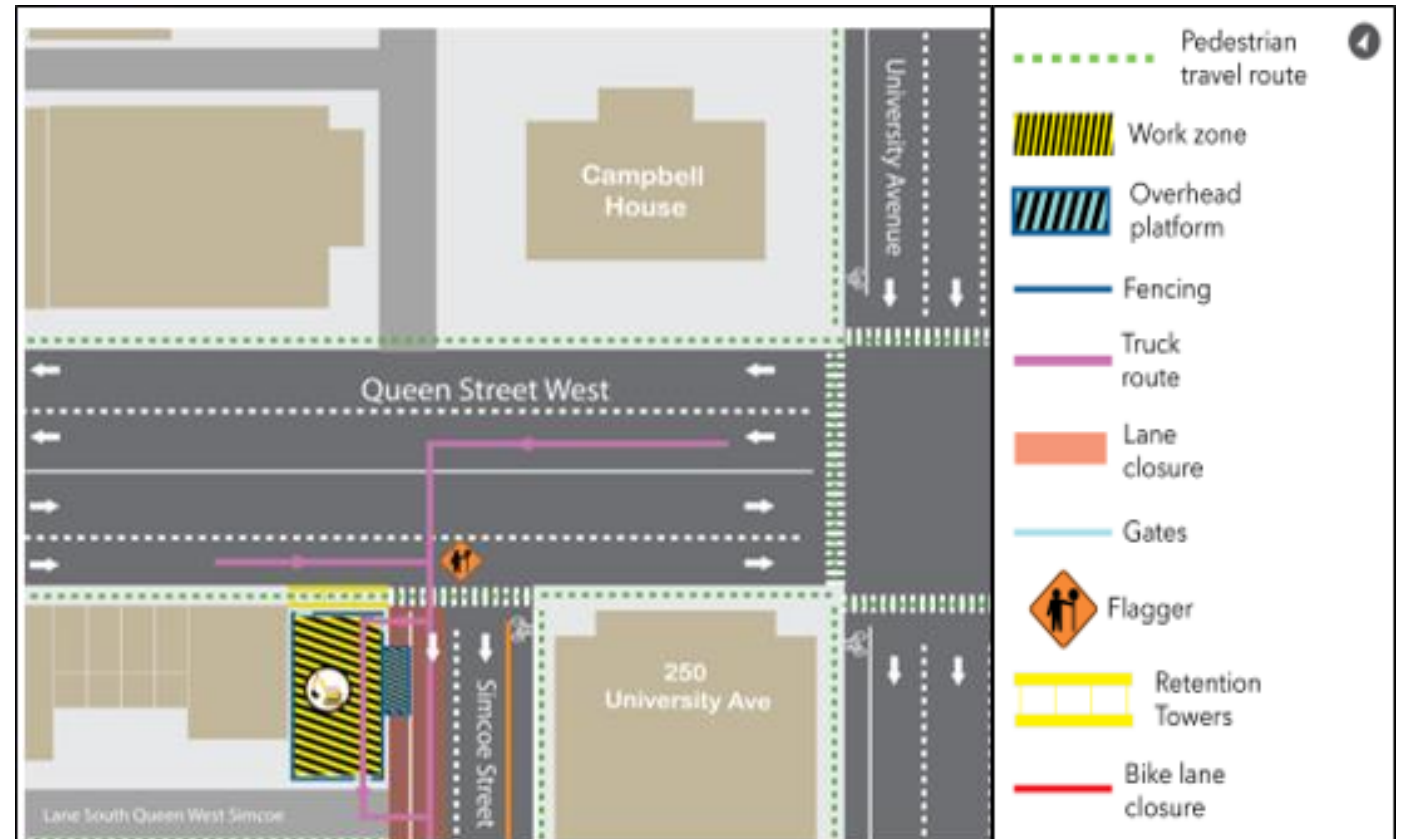 University Avenue
Campbell
House
Queen Street West
250
University Ave
Simcoe Street
Lane South Queen West Simcoe
Pedestrian
travel route
Work zone
Overhead
platform
Fencing
Truck
route
Lane
closure
Gates
Flagger
Retention
Towers
Bike lane
closure